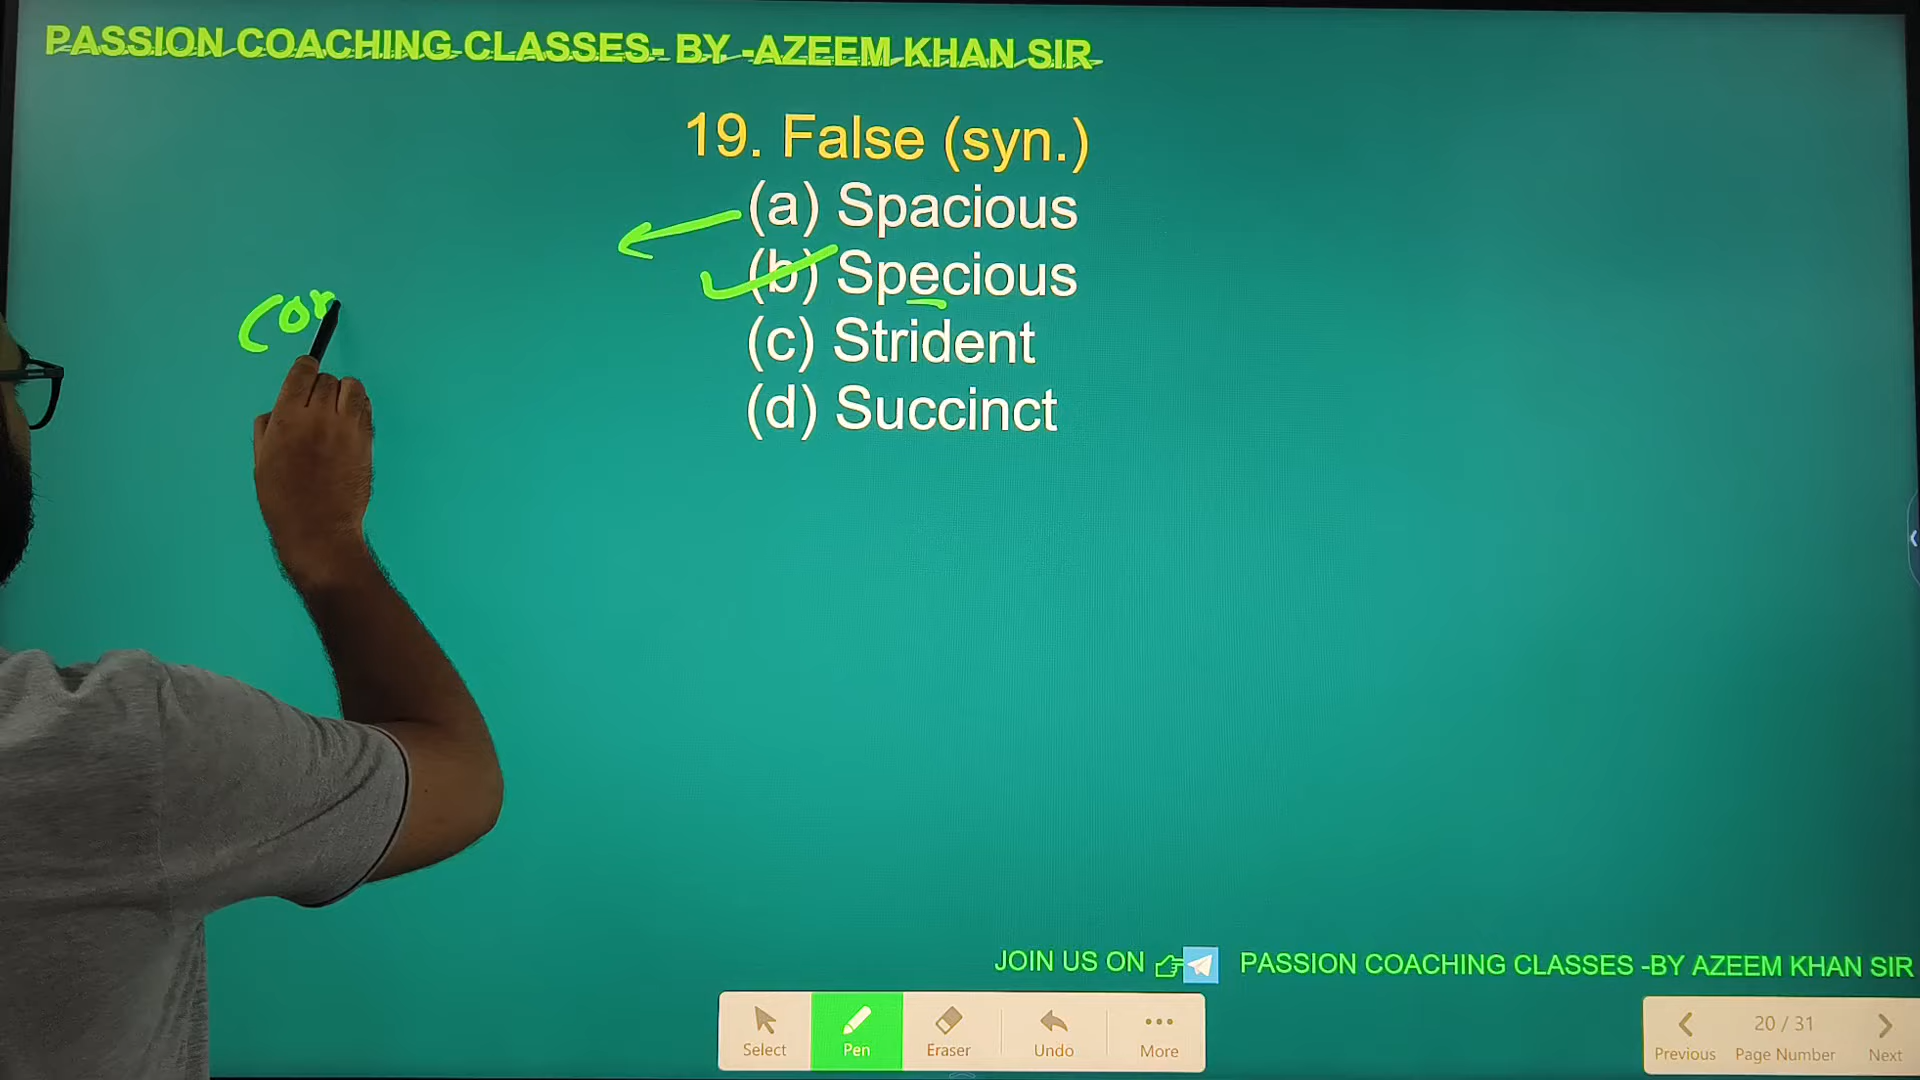 PASSION COACHING CLASSES- BY -AZEEM KHAN SIR
19. False (syn.)
(a) Spacious
(b) Specious
(c) Strident
(d) Succinct
JOIN US ON PASSION COACHING CLASSES -BY AZEEM KHAN SIR
Select Pen Eraser Undo More
20 / 31
Previous Page Number Next